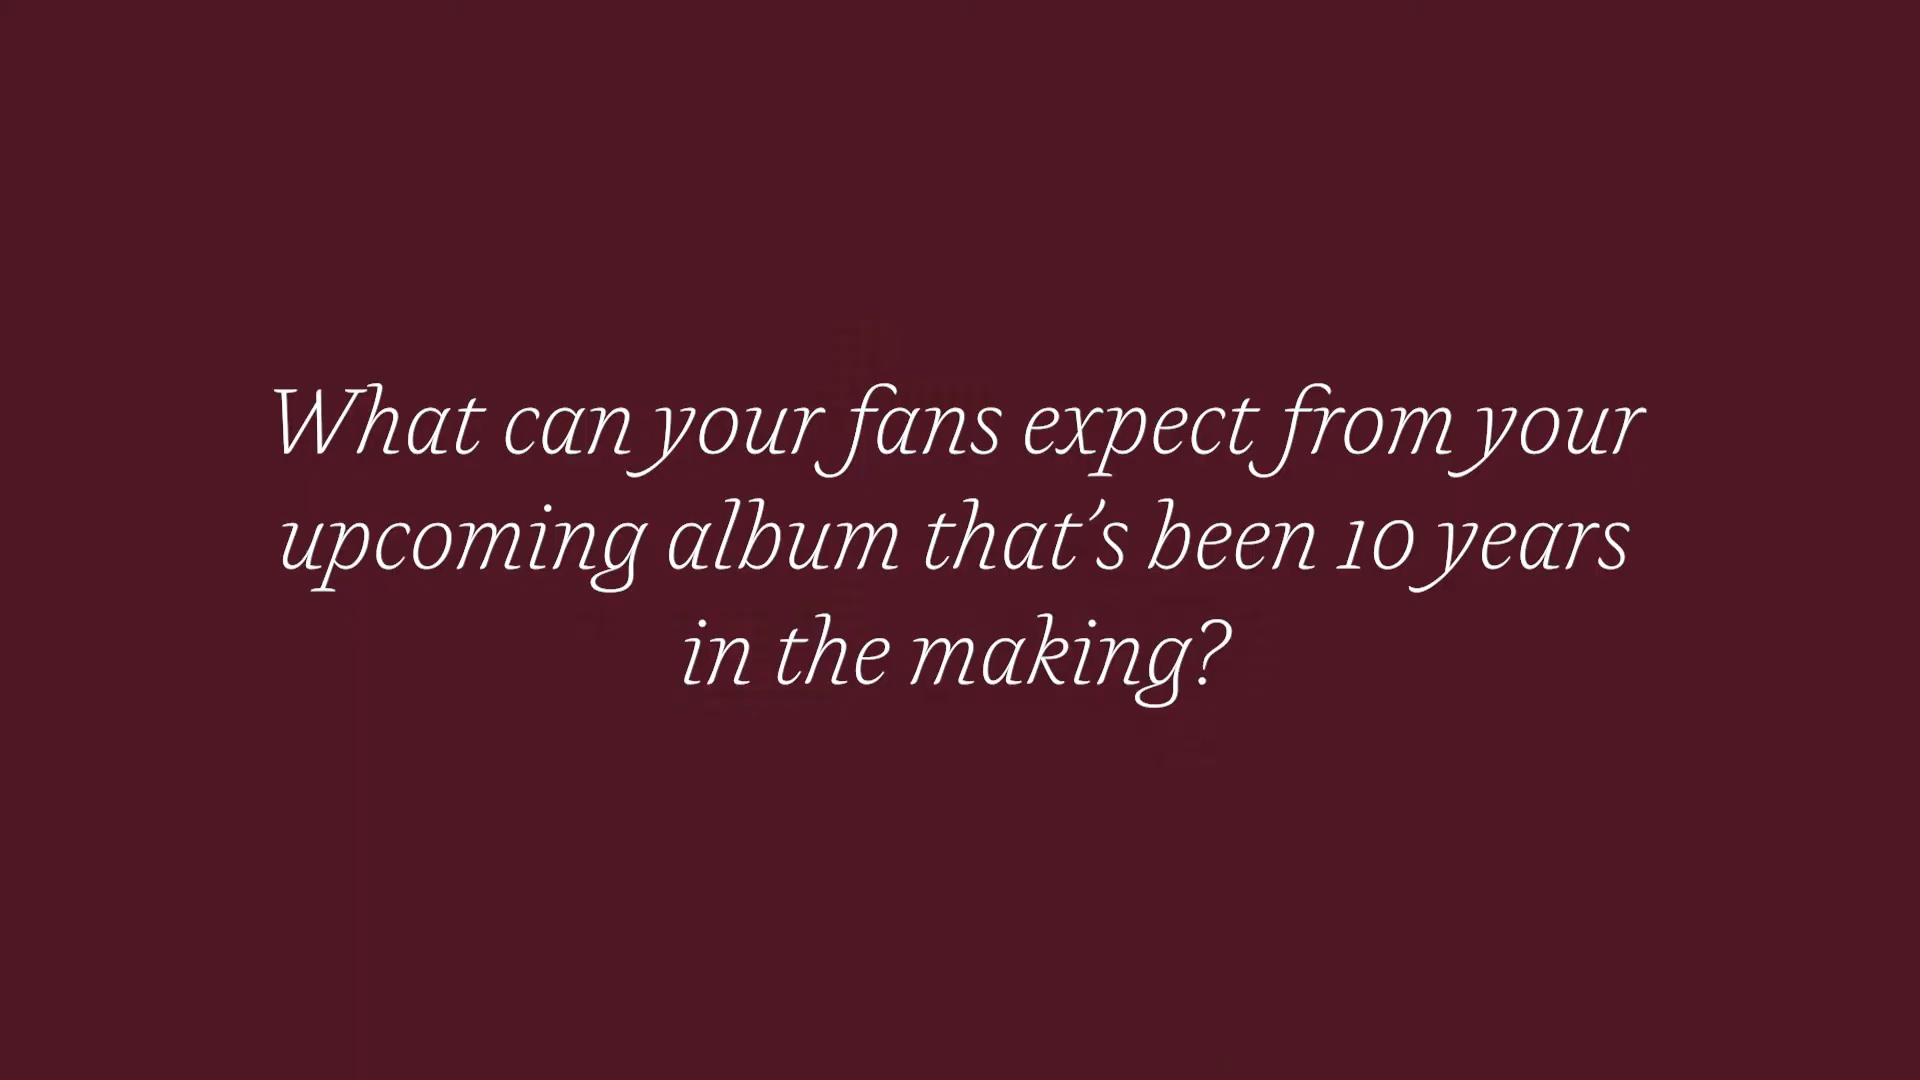 What can your fans expect from your
upcoming album that’s been 10 years
in the making?